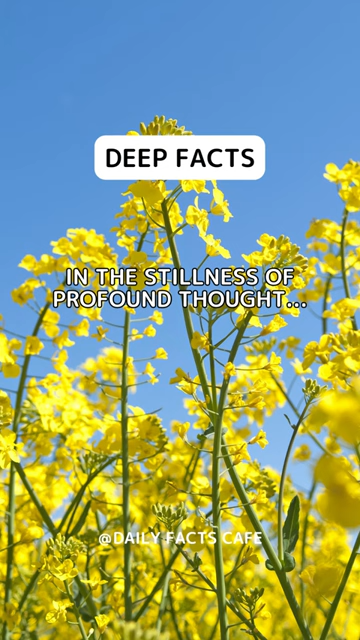 DEEP FACTS
IN THE STILLNESS OF
PROFOUND THOUGHT...
@DAILY FACTS CAFE